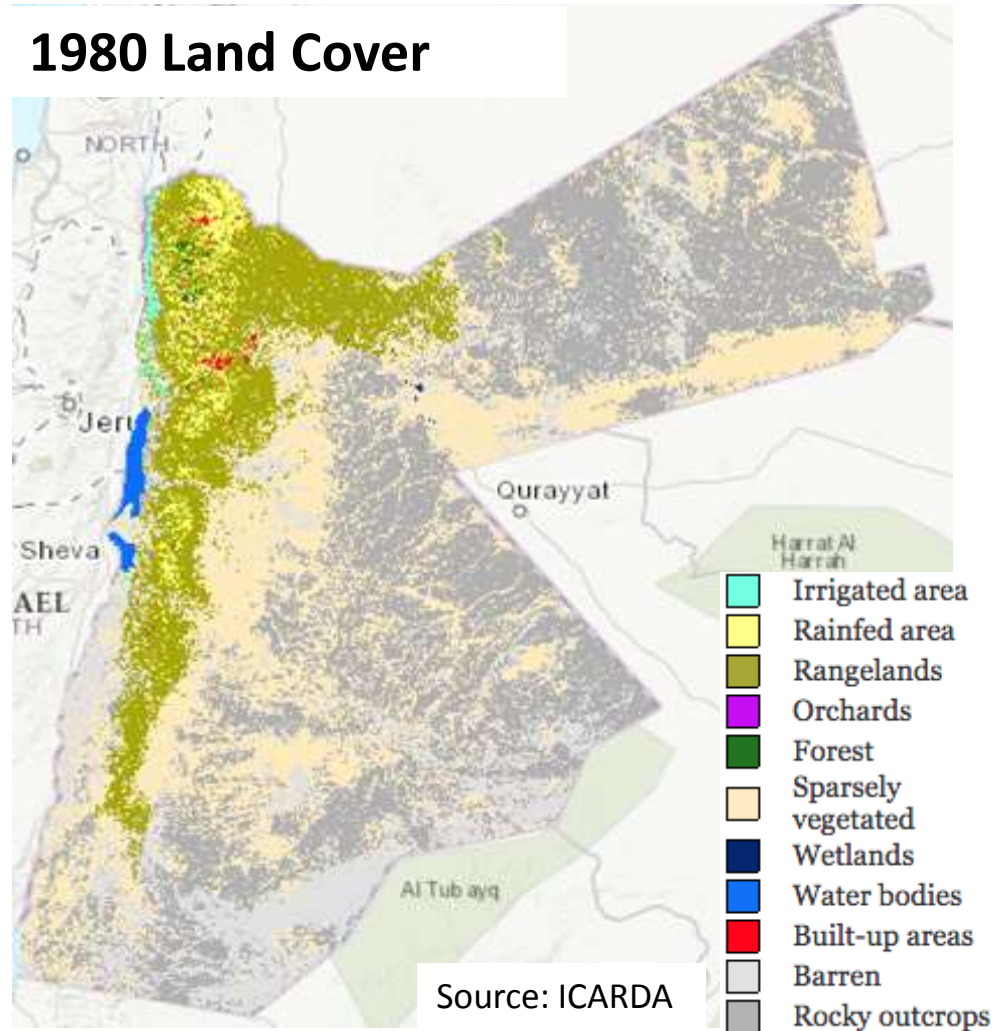 1980 Land Cover
NORTH
Jeru
Qurayyat
Sheva
Harrat Al
Harrah
AEL
TH
Irrigated area
Rainfed area
Rangelands
Orchards
Forest
Sparsely
vegetated
Wetlands
Water bodies
Built-up areas
Barren
Rocky outcrops
Al Tubayq
Source: ICARDA